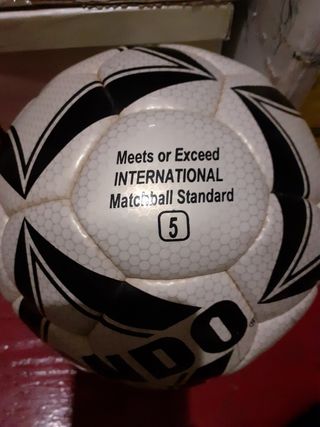 Meets or Exceed
INTERNATIONAL
Matchball Standard
5